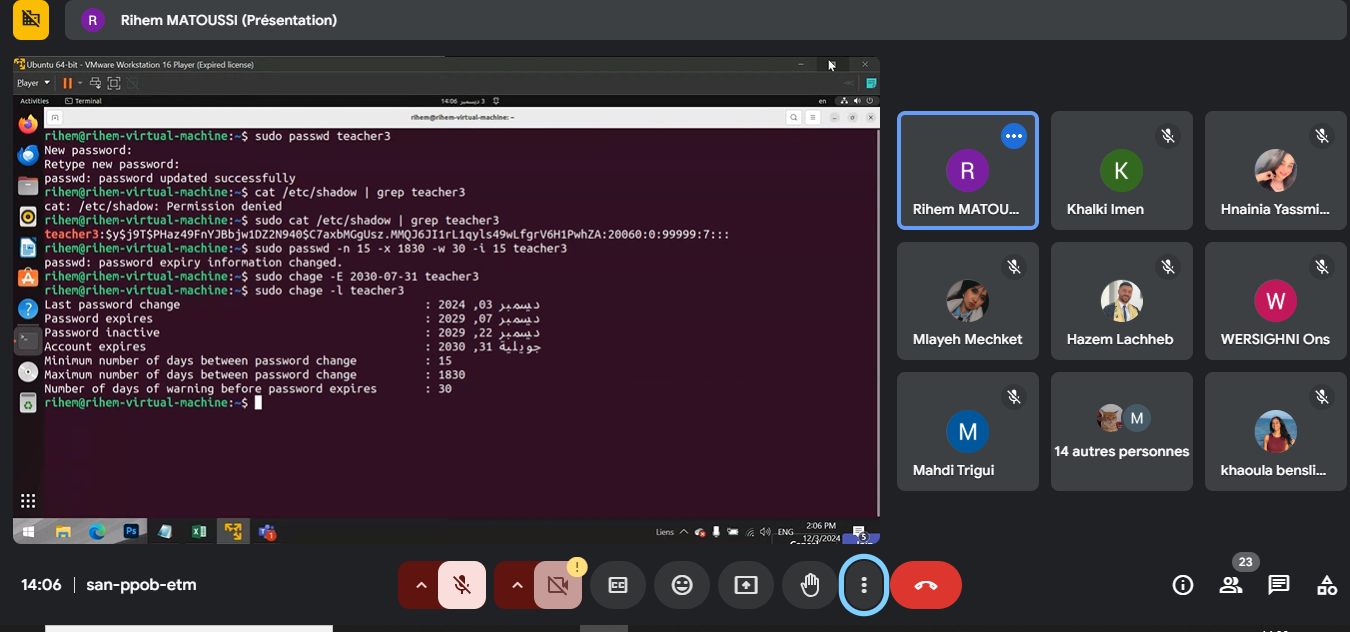 R Rihem MATOUSSI (Présentation)
Ubuntu 64-bit - VMware Workstation 16 Player (Expired license)
Player
Activities Terminal 14:06 3 ديسمبر en
rihem@rihem-virtual-machine: ~
rihem@rihem-virtual-machine:~$ sudo passwd teacher3
New password:
Retype new password:
passwd: password updated successfully
rihem@rihem-virtual-machine:~$ cat /etc/shadow | grep teacher3
cat: /etc/shadow: Permission denied
rihem@rihem-virtual-machine:~$ sudo cat /etc/shadow | grep teacher3
teacher3:$y$j9T$PHaz49FnYJBbjw1DZ2N940$C7axbMGgUsz.MMQJ6JI1rL1qyls49wLfgrV6H1PwhZA:20060:0:99999:7:::
rihem@rihem-virtual-machine:~$ sudo passwd -n 15 -x 1830 -w 30 -i 15 teacher3
passwd: password expiry information changed.
rihem@rihem-virtual-machine:~$ sudo chage -E 2030-07-31 teacher3
rihem@rihem-virtual-machine:~$ sudo chage -l teacher3
Last password change : 2024 ,03 ديسمبر
Password expires : 2029 ,07 ديسمبر
Password inactive : 2029 ,22 ديسمبر
Account expires : 2030 ,31 جويلية
Minimum number of days between password change : 15
Maximum number of days between password change : 1830
Number of days of warning before password expires : 30
rihem@rihem-virtual-machine:~$
Ps Liens ENG 2:06 PM
12/3/2024 5
R
Rihem MATOU...
K
Khalki Imen
Hnainia Yassmi...
Mlayeh Mechket
Hazem Lachheb
W
WERSIGHNI Ons
M
Mahdi Trigui
M
14 autres personnes
khaoula bensli...
14:06 | san-ppob-etm
23